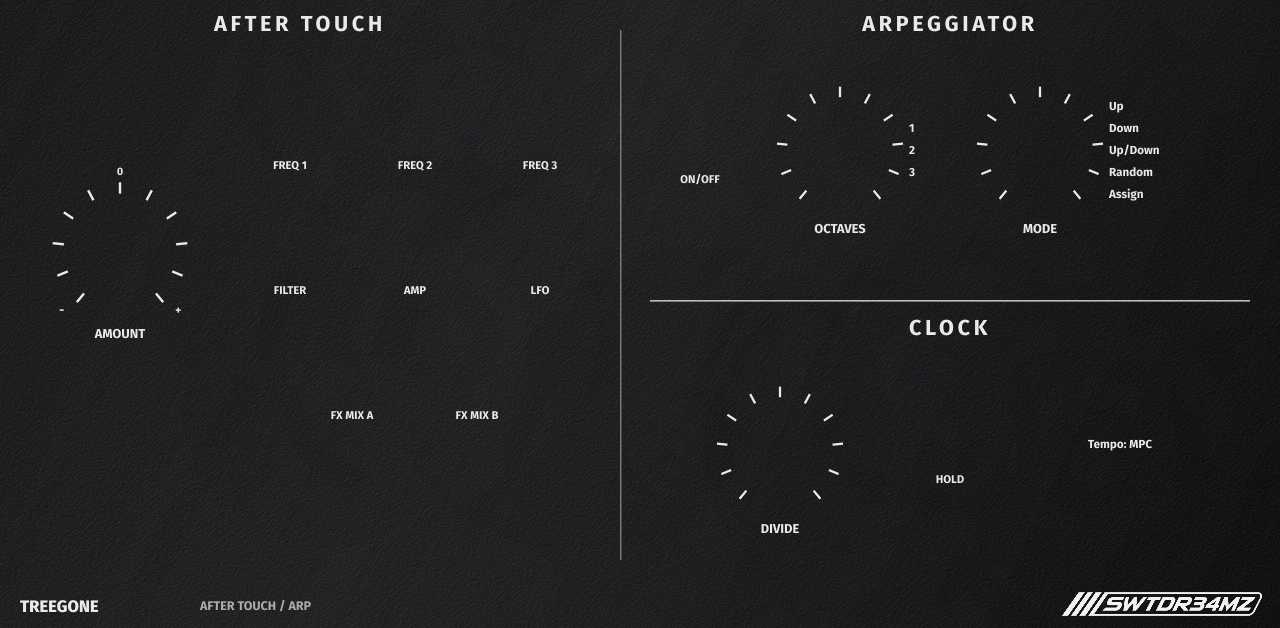 AFTER TOUCH
0
- +
AMOUNT
FREQ 1 FREQ 2 FREQ 3
FILTER AMP LFO
FX MIX A FX MIX B
ARPEGGIATOR
ON/OFF
1
2
3
OCTAVES
Up
Down
Up/Down
Random
Assign
MODE
CLOCK
DIVIDE
HOLD
Tempo: MPC
TREEGONE
AFTER TOUCH / ARP
SWTDR34MZ